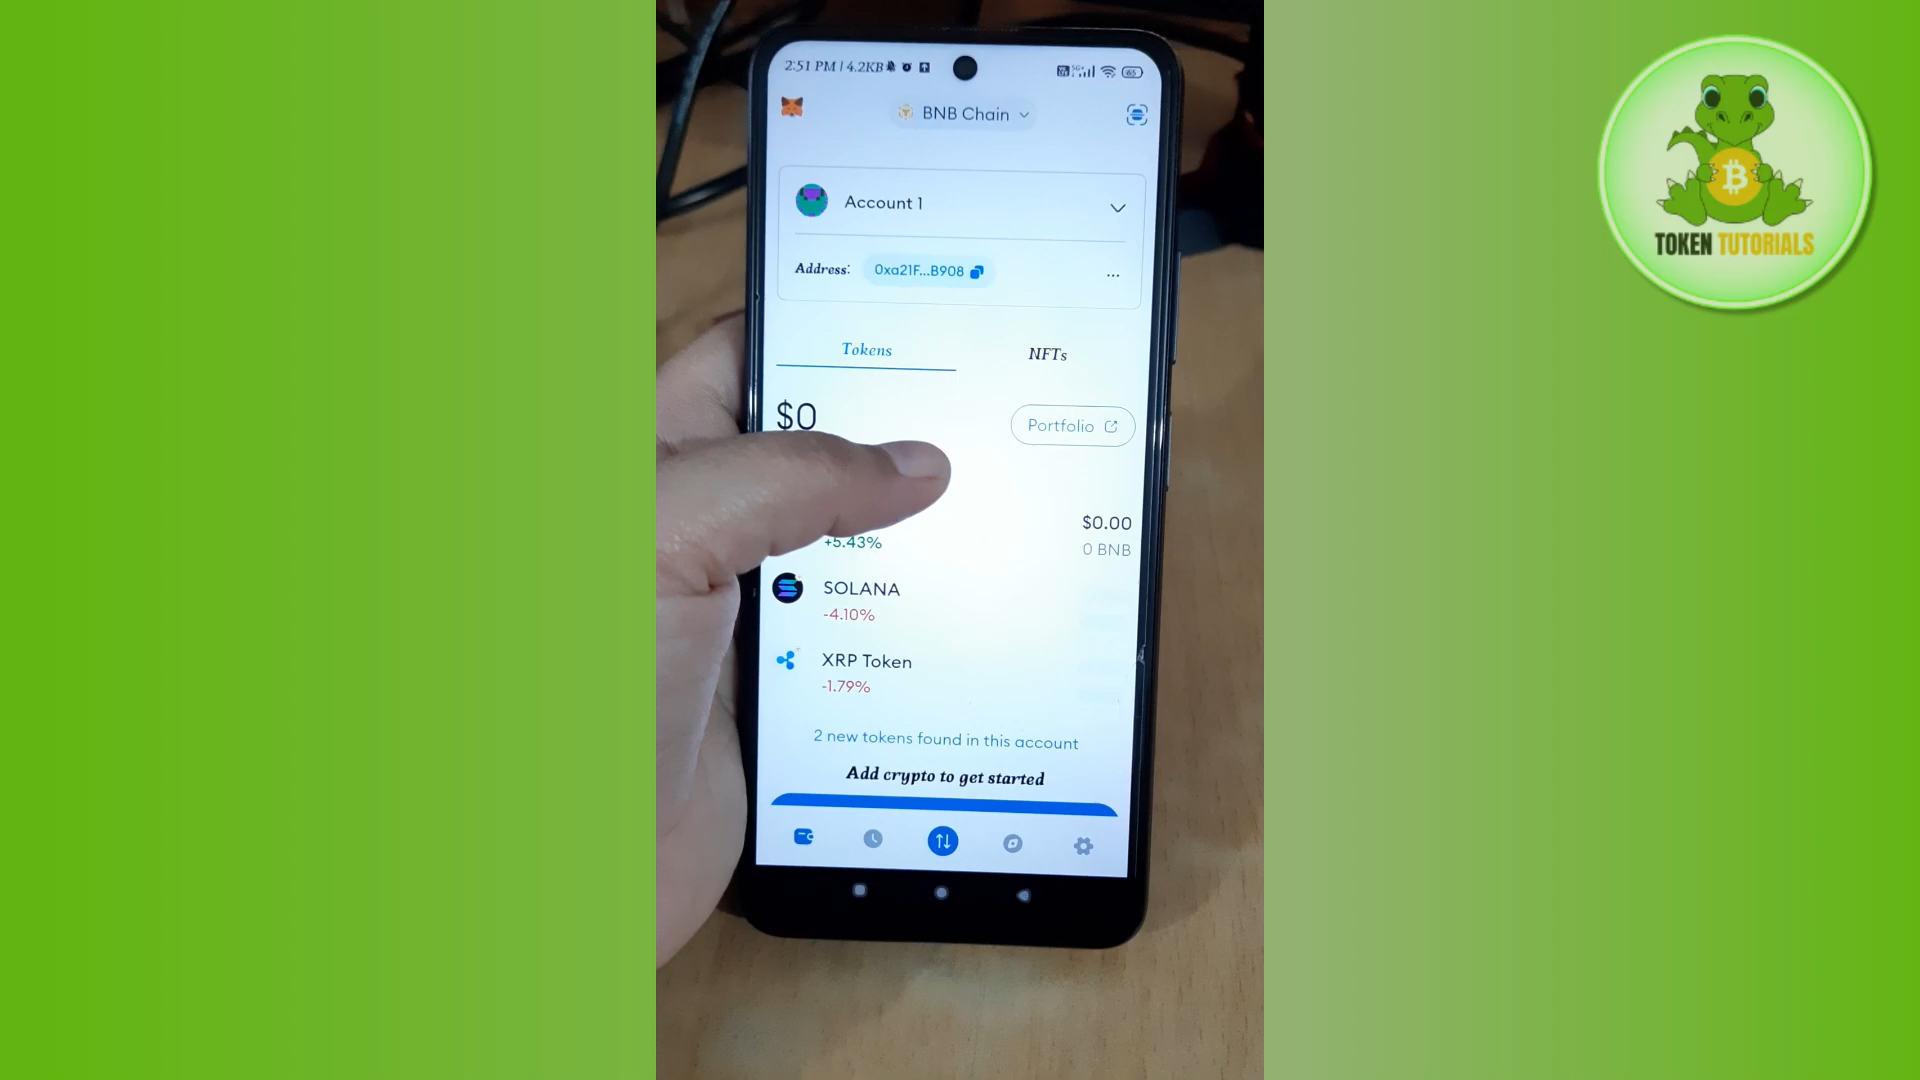 2:51 PM | 4.2KB
BNB Chain
Account 1
Address: 0xa21F...B908
Tokens
NFTs
$0
Portfolio
$0.00
+5.43%
0 BNB
SOLANA
-4.10%
XRP Token
-1.79%
2 new tokens found in this account
Add crypto to get started
TOKEN TUTORIALS